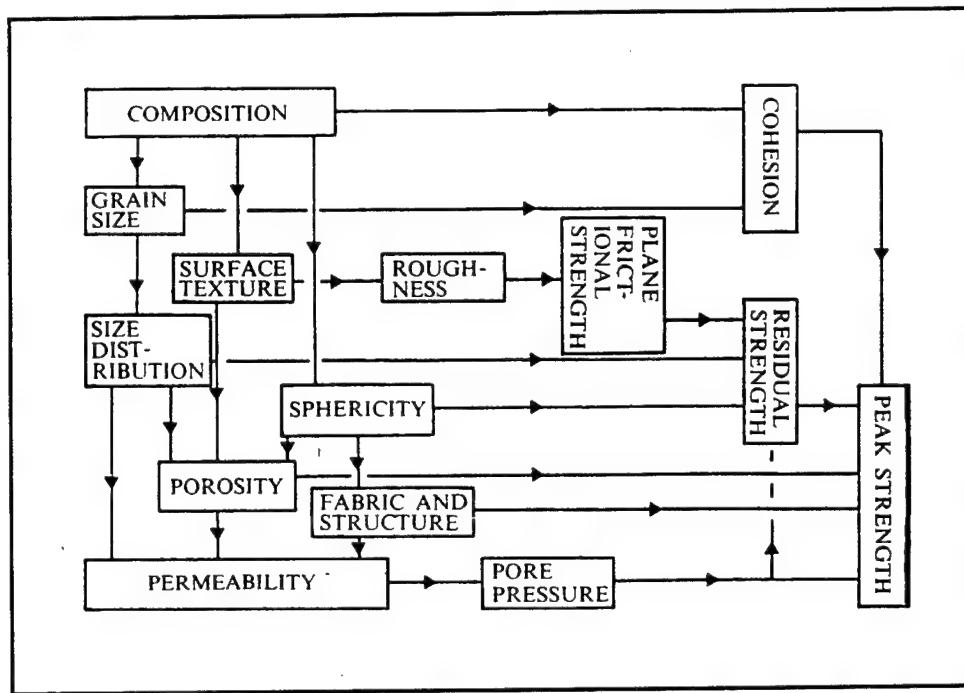 COMPOSITION
COHESION
GRAIN
SIZE
PLANE
FRICT-
IONAL
STRENGTH
SURFACE
TEXTURE
ROUGH-
NESS
SIZE
DIST-
RIBUTION
RESIDUAL
STRENGTH
SPHERICITY
PEAK STRENGTH
POROSITY
FABRIC AND
STRUCTURE
PERMEABILITY
PORE
PRESSURE